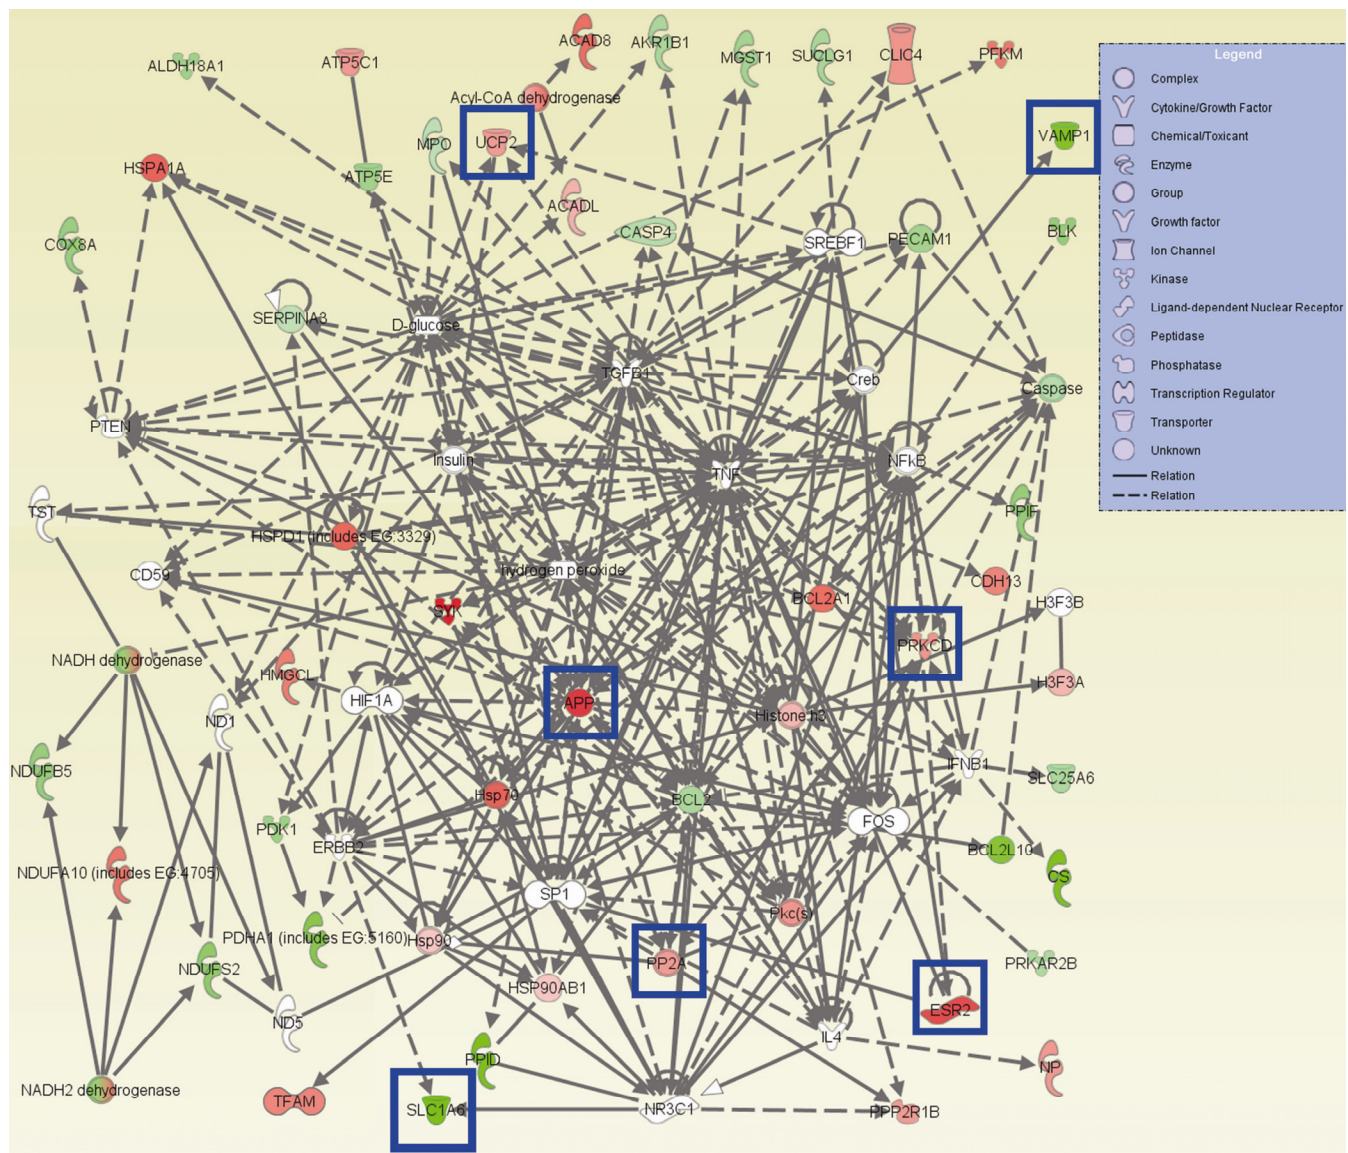 ACAD8
AKR1B1
ALDH18A1
ATP5C1
MGST1
SUCLG1
CLIC4
PFKM
Acyl-CoA dehydrogenase
MPO
UCP2
VAMP1
HSPA1A
ATP5E
ACADL
COX8A
CASP4
SREBF1
PECAM1
BLK
SERPINA3
D-glucose
TGFB1
Creb
Caspase
PTEN
Insulin
TNF
NFkB
TST
PPIF
HSPD1 (includes EG:3329)
CD59
hydrogen peroxide
CDH13
SYK
BCL2A1
H3F3B
PRKCD
NADH dehydrogenase
HMGCL
H3F3A
HIF1A
APP
ND1
Histone h3
IFNB1
NDUFB5
SLC25A6
Hsp70
BCL2
PDK1
FOS
ERBB2
BCL2L10
NDUFA10 (includes EG:4705)
CS
SP1
Pkc(s)
PDHA1 (includes EG:5160)
Hsp90
NDUFS2
PP2A
PRKAR2B
HSP90AB1
ESR2
ND5
IL4
PPID
NP
NADH2 dehydrogenase
TFAM
SLC1A6
NR3C1
PPP2R1B
Legend
Complex
Cytokine/Growth Factor
Chemical/Toxicant
Enzyme
Group
Growth factor
Ion Channel
Kinase
Ligand-dependent Nuclear Receptor
Peptidase
Phosphatase
Transcription Regulator
Transporter
Unknown
Relation
Relation